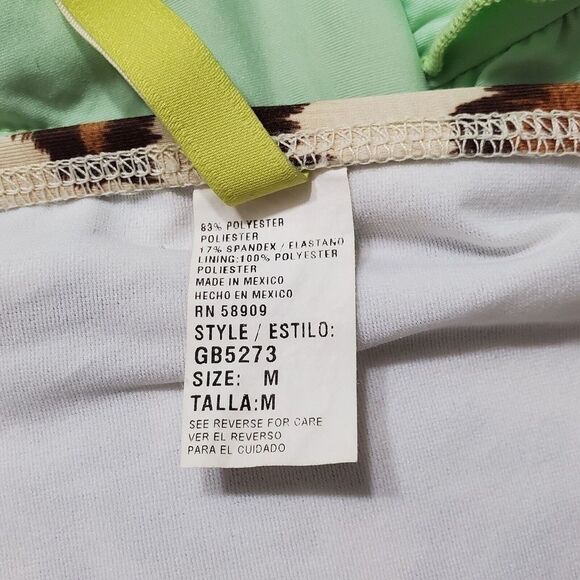 83% POLYESTER
POLIESTER
17% SPANDEX / ELASTANO
LINING:100% POLYESTER
POLIESTER
MADE IN MEXICO
HECHO EN MEXICO
RN 58909
STYLE / ESTILO:
GB5273
SIZE: M
TALLA:M
SEE REVERSE FOR CARE
VER EL REVERSO
PARA EL CUIDADO